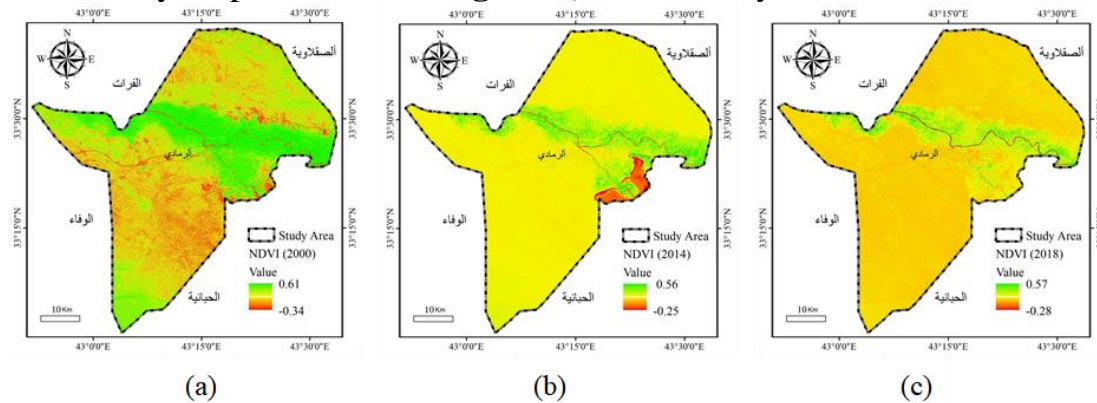 N
W E
S
الصقلاوية
الفرات
الرمادي
الوفاء
الحبانية
33°30'0"N
33°15'0"N
Study Area
NDVI (2000)
Value
0.61
-0.34
10 Km
43°0'0"E 43°15'0"E 43°30'0"E
(a)
N
W E
S
الصقلاوية
الفرات
الرمادي
الوفاء
الحبانية
33°30'0"N
33°15'0"N
Study Area
NDVI (2014)
Value
0.56
-0.25
10 Km
43°0'0"E 43°15'0"E 43°30'0"E
(b)
N
W E
S
الصقلاوية
الفرات
الرمادي
الوفاء
الحبانية
33°30'0"N
33°15'0"N
Study Area
NDVI (2018)
Value
0.57
-0.28
10 Km
43°0'0"E 43°15'0"E 43°30'0"E
(c)